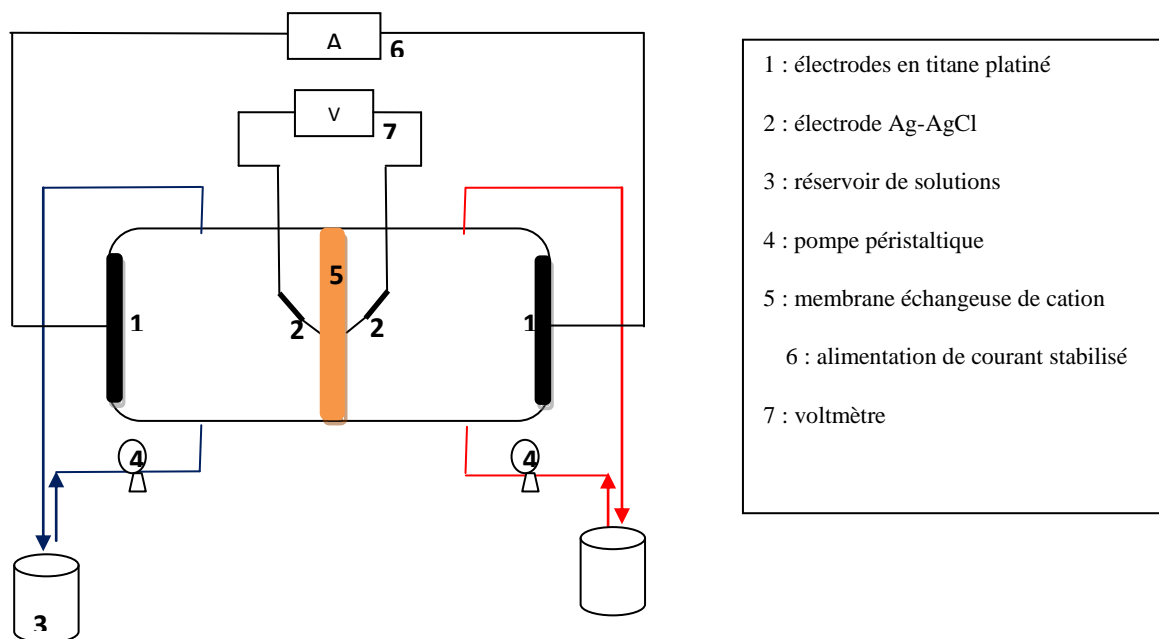 A
6
V
7
5
2
2
1
1
4
4
3
1 : électrodes en titane platiné
2 : électrode Ag-AgCl
3 : réservoir de solutions
4 : pompe péristaltique
5 : membrane échangeuse de cation
6 : alimentation de courant stabilisé
7 : voltmètre